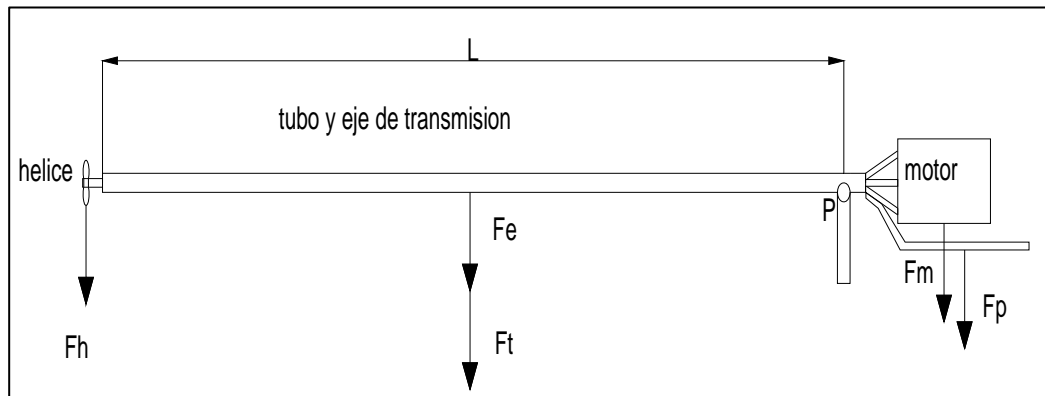 L
tubo y eje de transmision
helice
motor
P
Fe
Fm
Fp
Fh
Ft